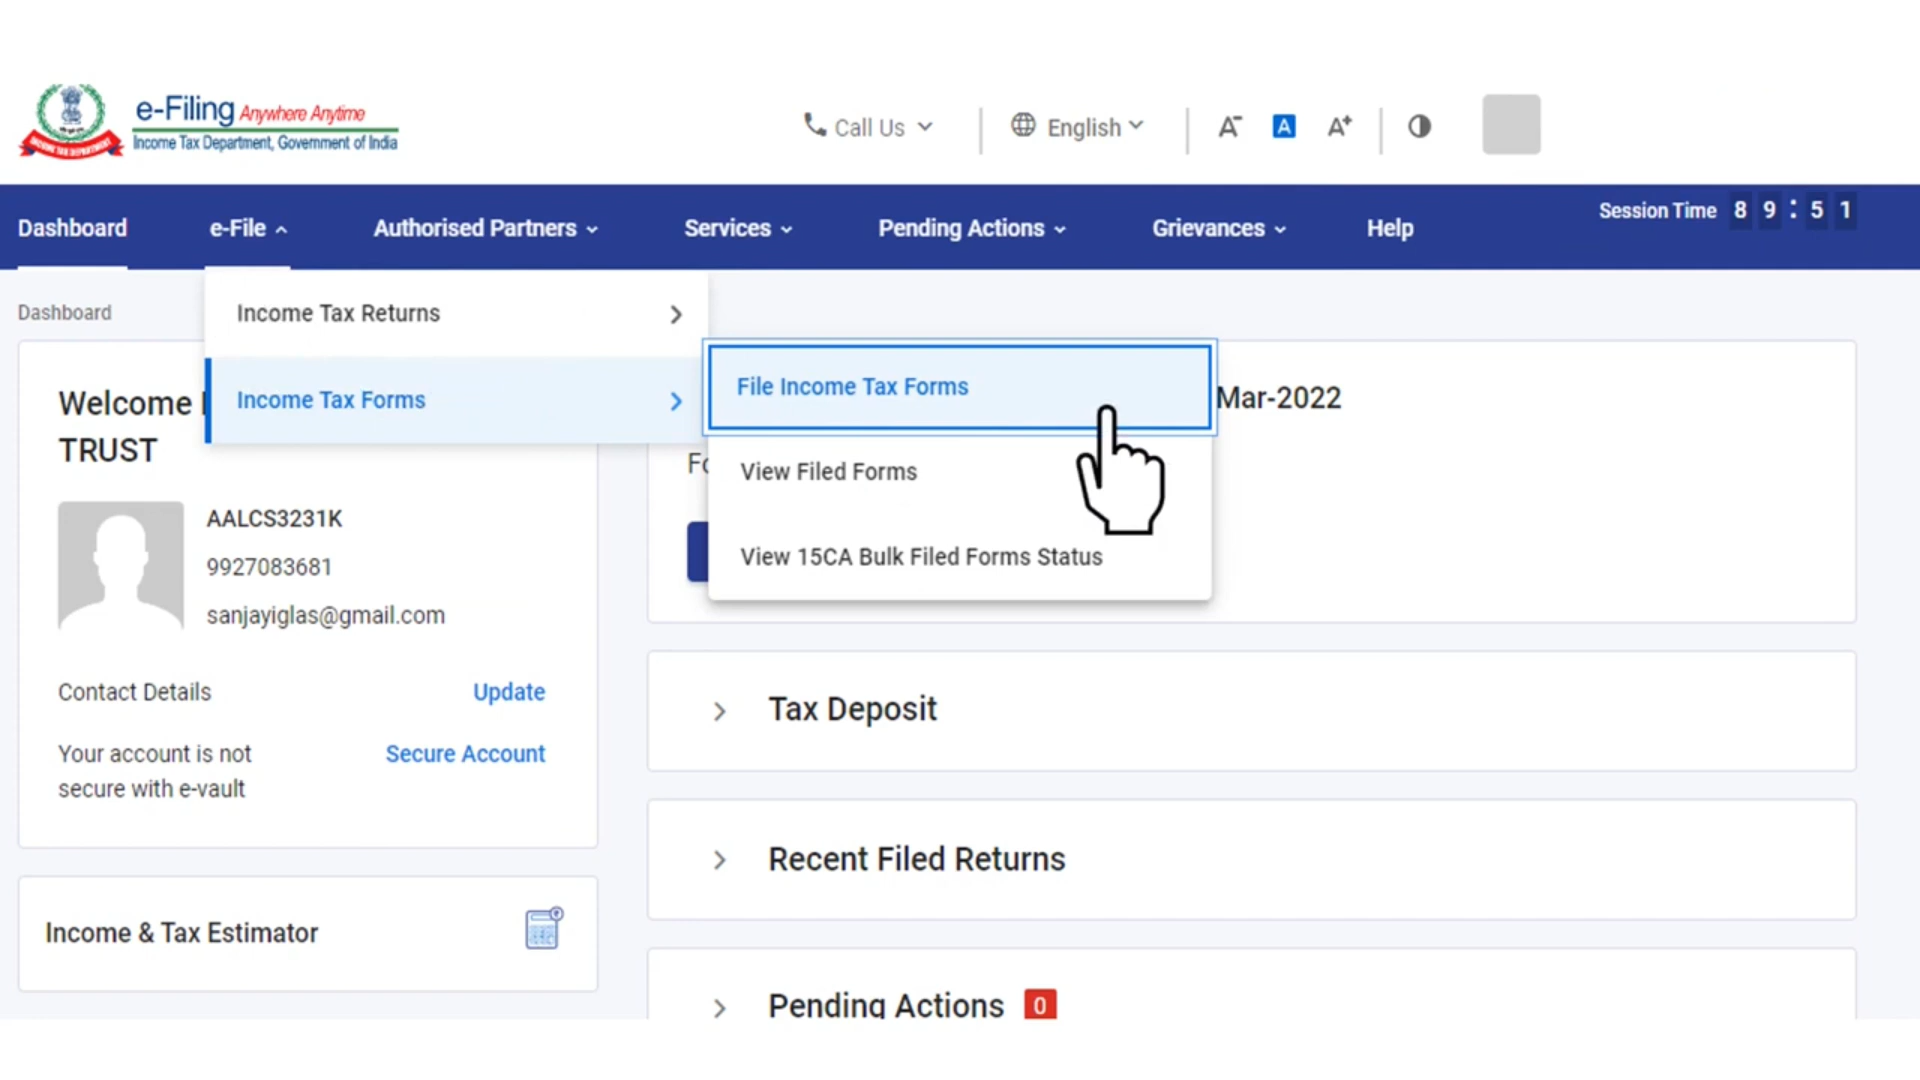 e-Filing Anywhere Anytime
Income Tax Department, Government of India
INCOME TAX DEPARTMENT
Call Us
English
A- A A+
Dashboard e-File Authorised Partners Services Pending Actions Grievances Help
Session Time 8 9 : 5 1
Dashboard
Income Tax Returns
Income Tax Forms
File Income Tax Forms
View Filed Forms
View 15CA Bulk Filed Forms Status
Mar-2022
Fo
Welcome
TRUST
AALCS3231K
9927083681
sanjayiglas@gmail.com
Contact Details Update
Your account is not Secure Account
secure with e-vault
Income & Tax Estimator
Tax Deposit
Recent Filed Returns
Pending Actions 0